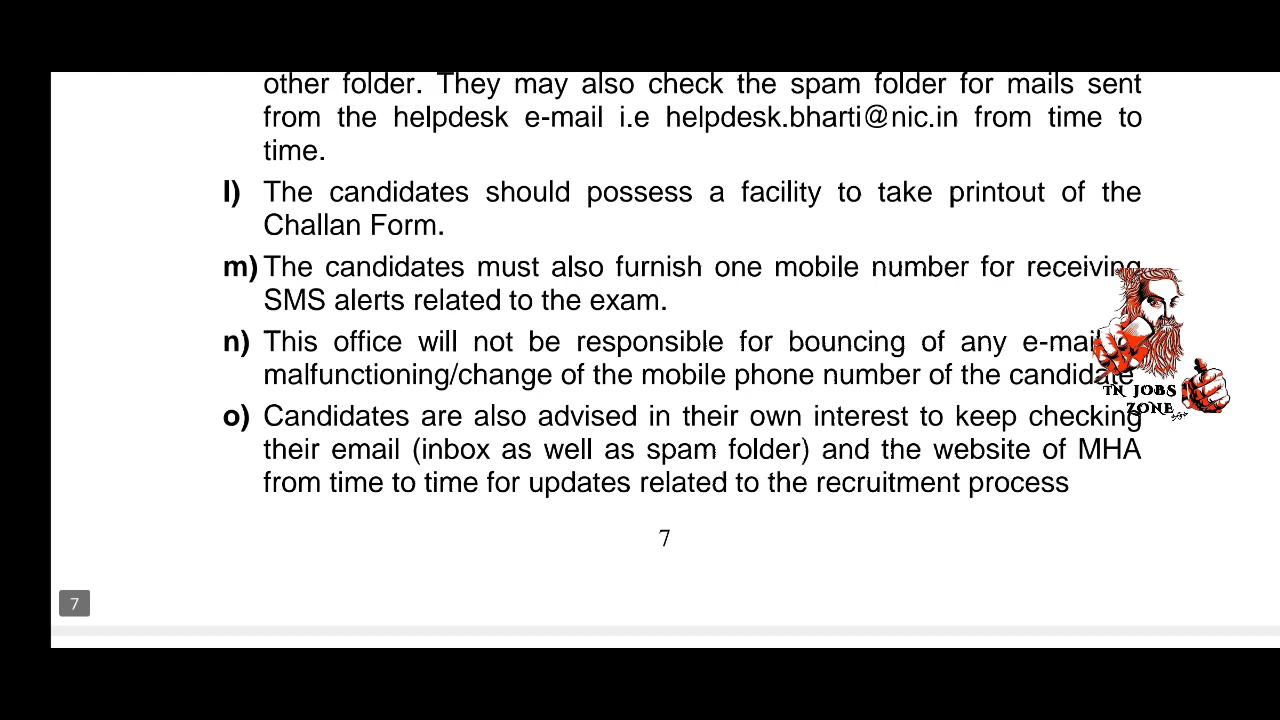 other folder. They may also check the spam folder for mails sent
from the helpdesk e-mail i.e helpdesk.bharti@nic.in from time to
time.
l) The candidates should possess a facility to take printout of the
Challan Form.
m) The candidates must also furnish one mobile number for receiving
SMS alerts related to the exam.
n) This office will not be responsible for bouncing of any e-mail
malfunctioning/change of the mobile phone number of the candidate
o) Candidates are also advised in their own interest to keep checking
their email (inbox as well as spam folder) and the website of MHA
from time to time for updates related to the recruitment process
TN JOBS
ZONE
7
7